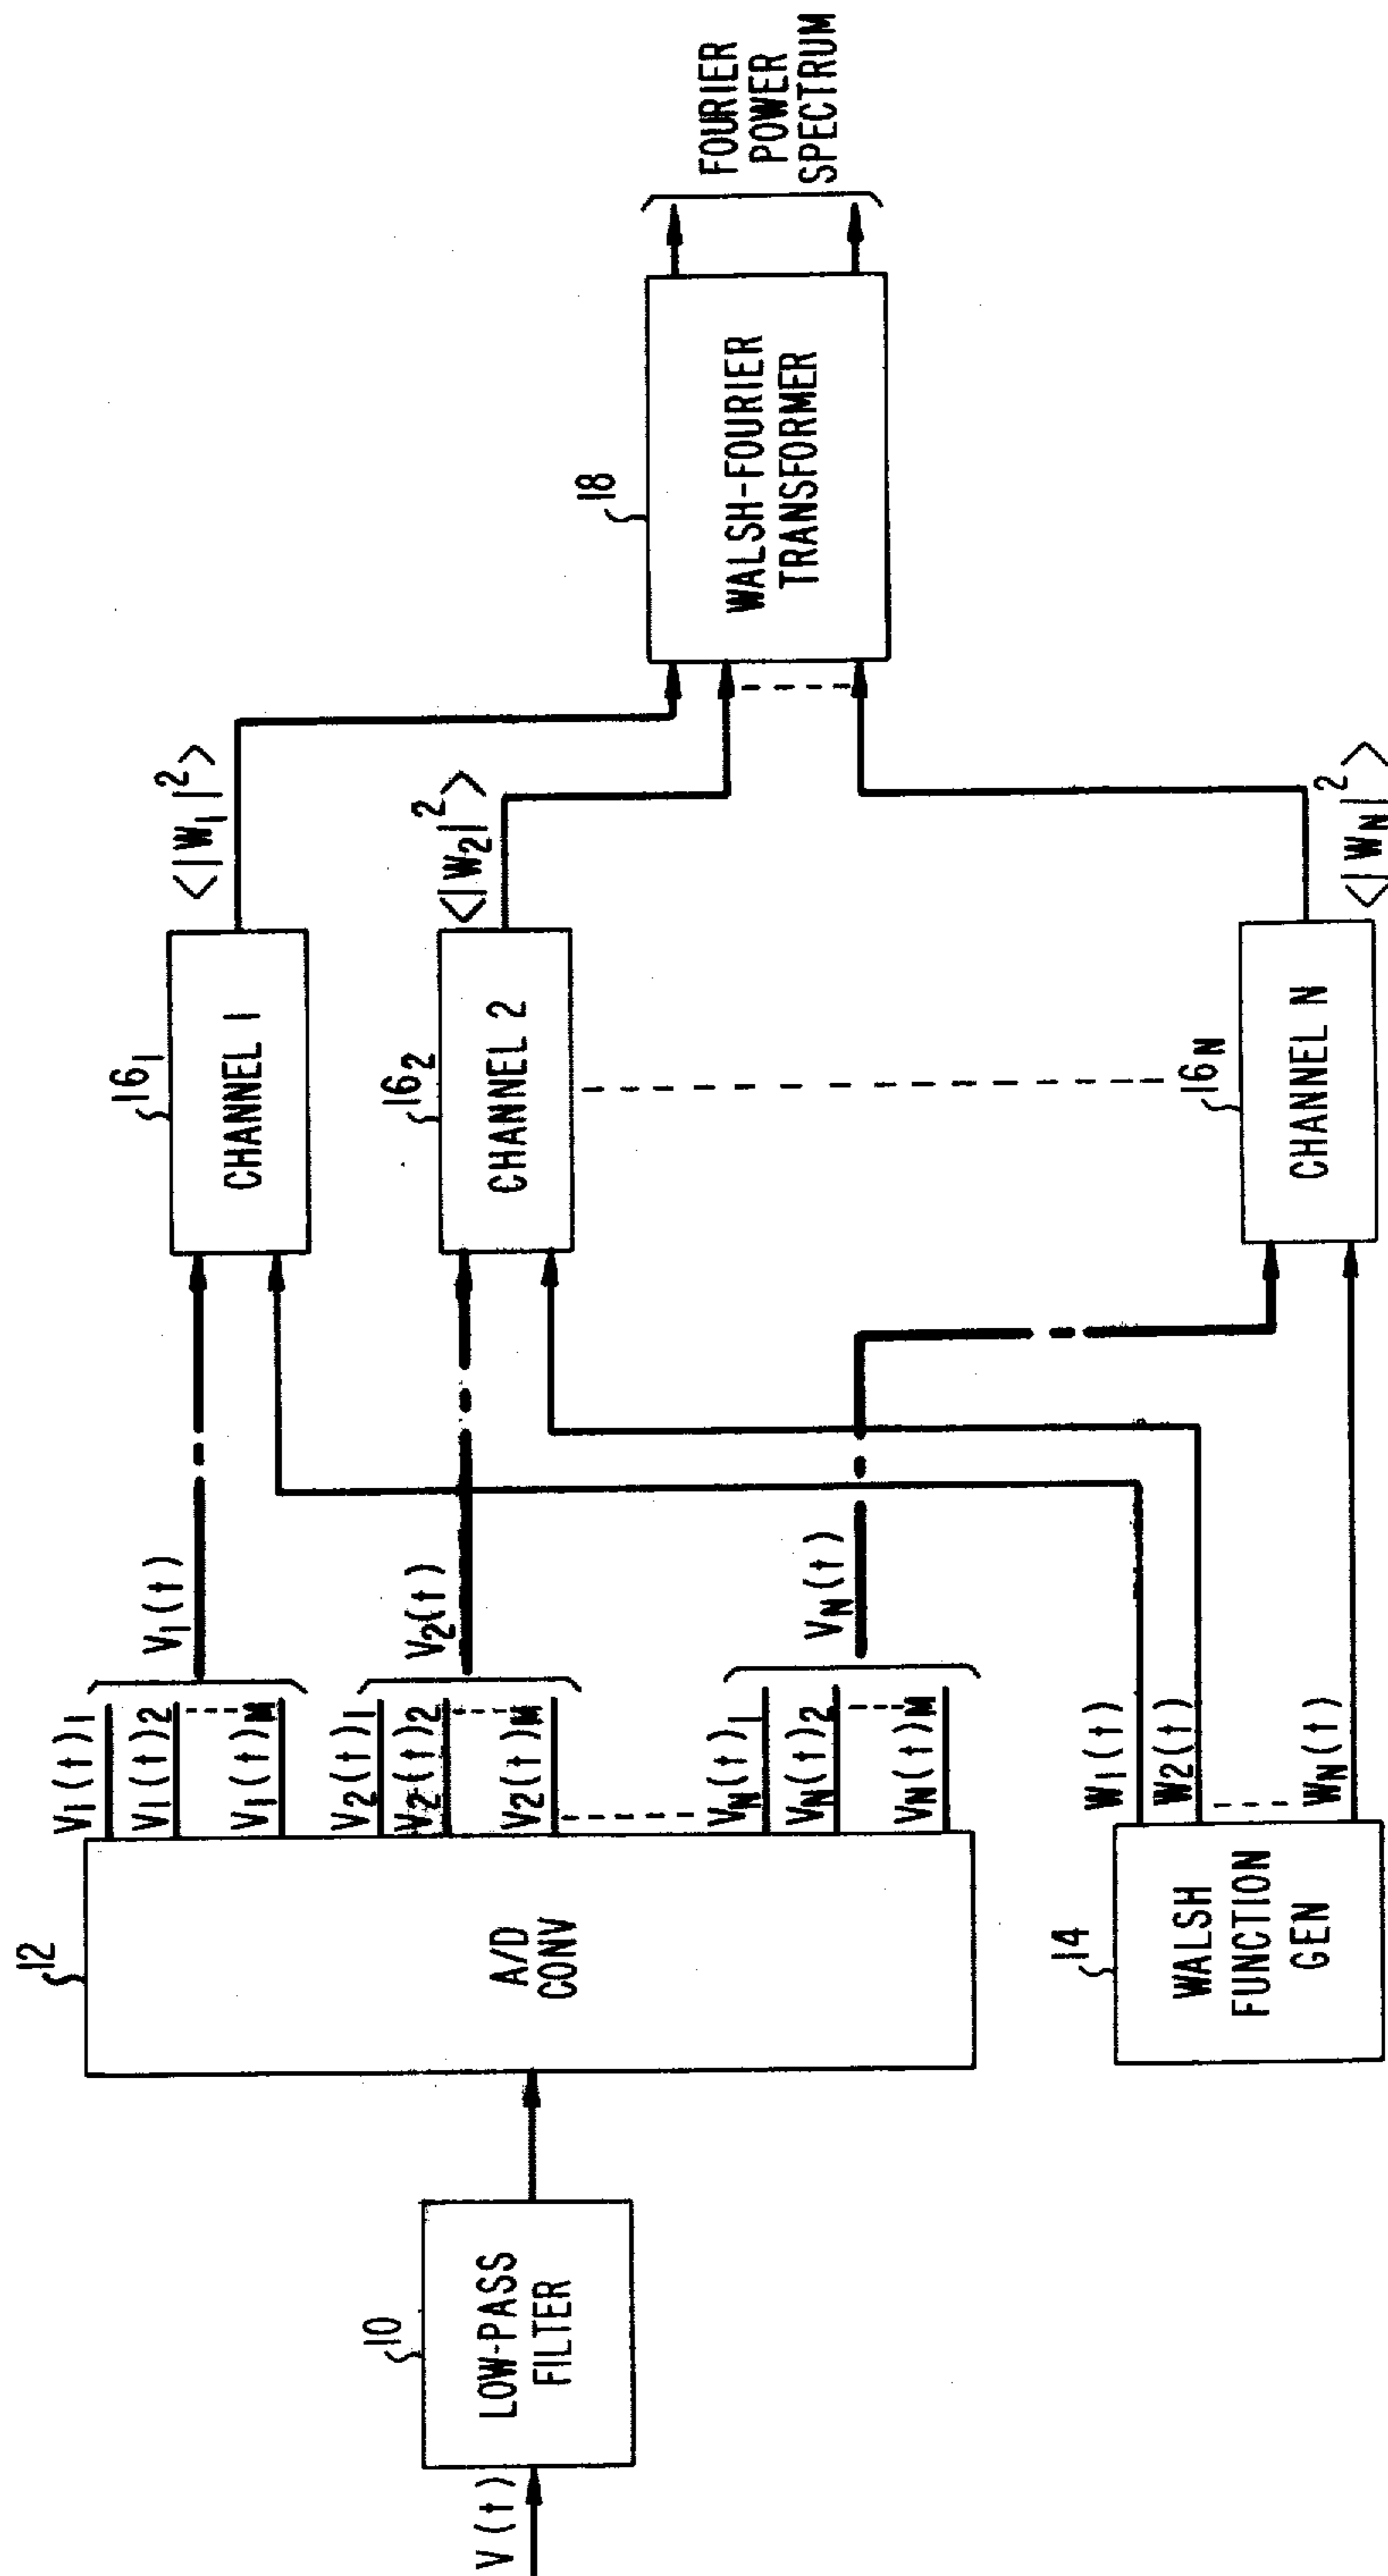 V(t)
10
LOW-PASS
FILTER
12
A/D
CONV
V₁(t)₁
V₁(t)₂
V₁(t)M
V₂(t)₁
V₂(t)₂
V₂(t)M
VN(t)₁
VN(t)₂
VN(t)M
V₁(t)
V₂(t)
VN(t)
14
WALSH
FUNCTION
GEN
W₁(t)
W₂(t)
WN(t)
16₁
CHANNEL 1
16₂
CHANNEL 2
16N
CHANNEL N
<|W₁|²>
<|W₂|²>
<|WN|²>
18
WALSH-FOURIER
TRANSFORMER
FOURIER
POWER
SPECTRUM